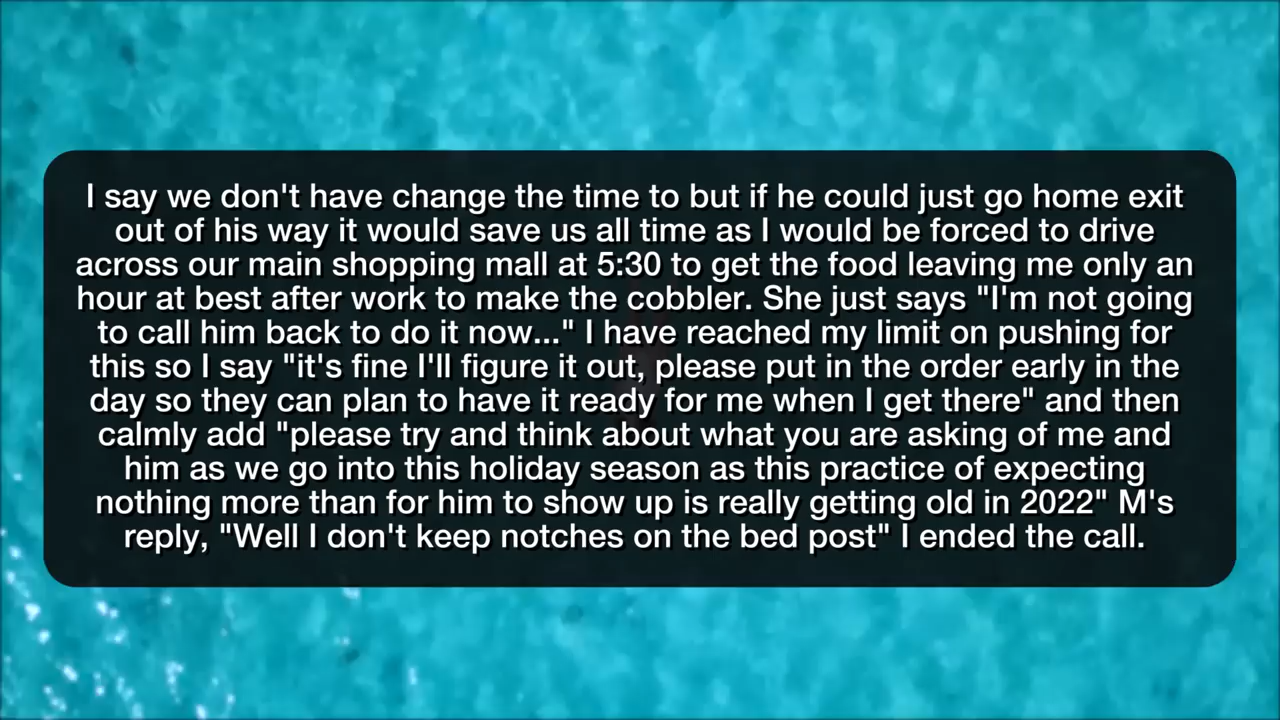 I say we don't have change the time to but if he could just go home exit
out of his way it would save us all time as I would be forced to drive
across our main shopping mall at 5:30 to get the food leaving me only an
hour at best after work to make the cobbler. She just says "I'm not going
to call him back to do it now..." I have reached my limit on pushing for
this so I say "it's fine I'll figure it out, please put in the order early in the
day so they can plan to have it ready for me when I get there" and then
calmly add "please try and think about what you are asking of me and
him as we go into this holiday season as this practice of expecting
nothing more than for him to show up is really getting old in 2022" M's
reply, "Well I don't keep notches on the bed post" I ended the call.